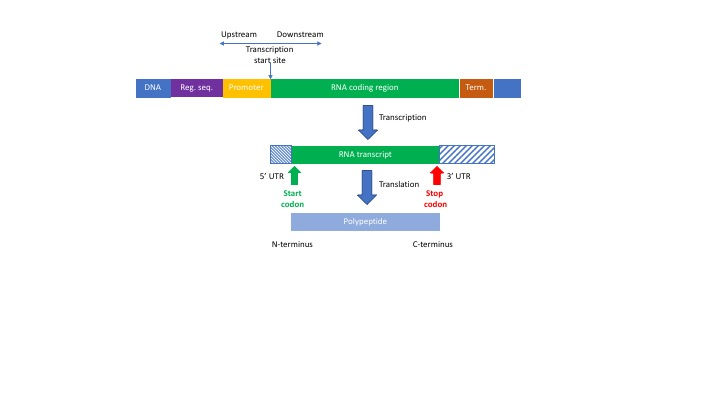 Upstream Downstream
Transcription
start site
DNA Reg. seq. Promoter RNA coding region Term.
Transcription
RNA transcript
5’ UTR 3’ UTR
Translation
Start
codon
Stop
codon
Polypeptide
N-terminus C-terminus